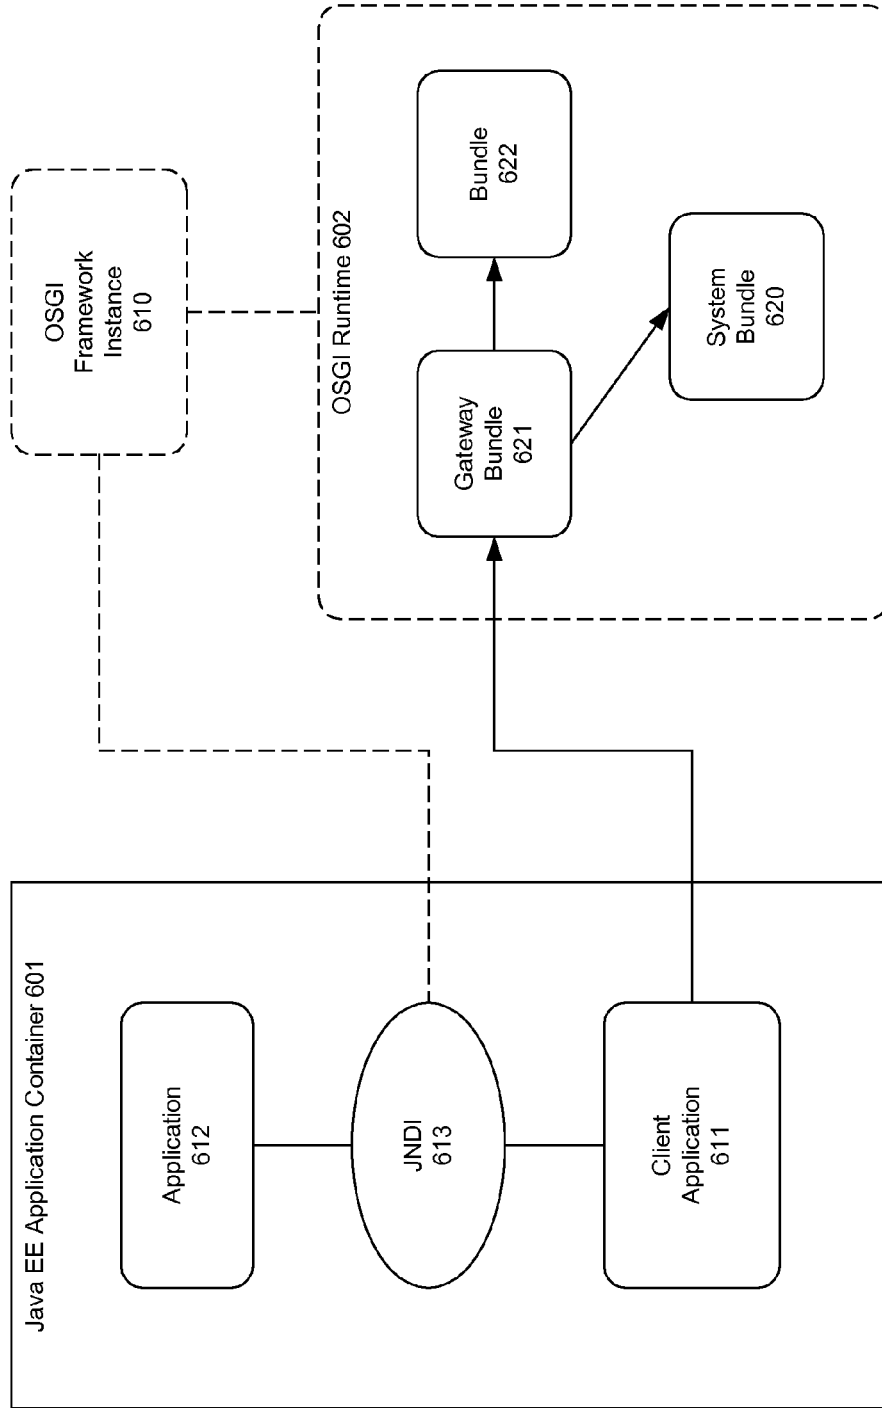 Java EE Application Container 601
Application
612
JNDI
613
Client
Application
611
OSGI
Framework
Instance
610
OSGI Runtime 602
Gateway
Bundle
621
Bundle
622
System
Bundle
620